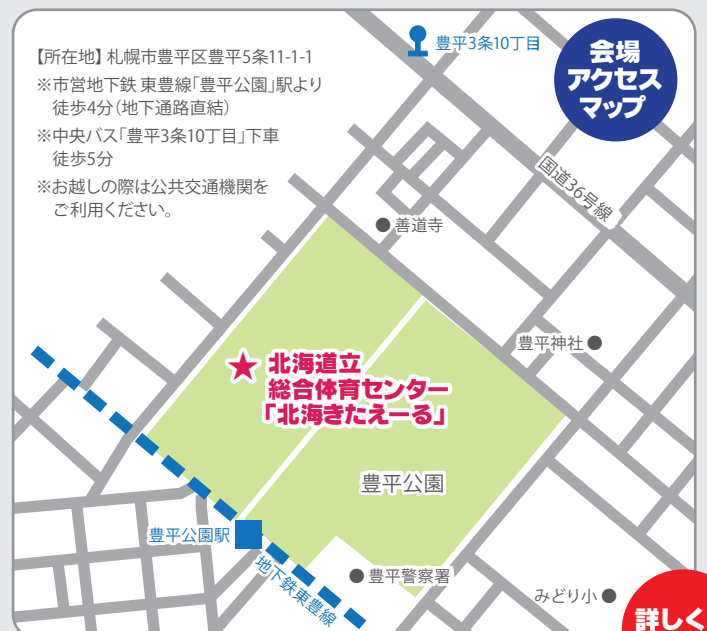 【所在地】札幌市豊平区豊平5条11-1-1
※市営地下鉄 東豊線「豊平公園」駅より
徒歩4分(地下通路直結)
※中央バス「豊平3条10丁目」下車
徒歩5分
※お越しの際は公共交通機関を
ご利用ください。
豊平3条10丁目
会場
アクセス
マップ
国道36号線
善道寺
豊平神社
★ 北海道立
総合体育センター
「北海きたえーる」
豊平公園
豊平公園駅
地下鉄東豊線
豊平警察署
みどり小
詳しく